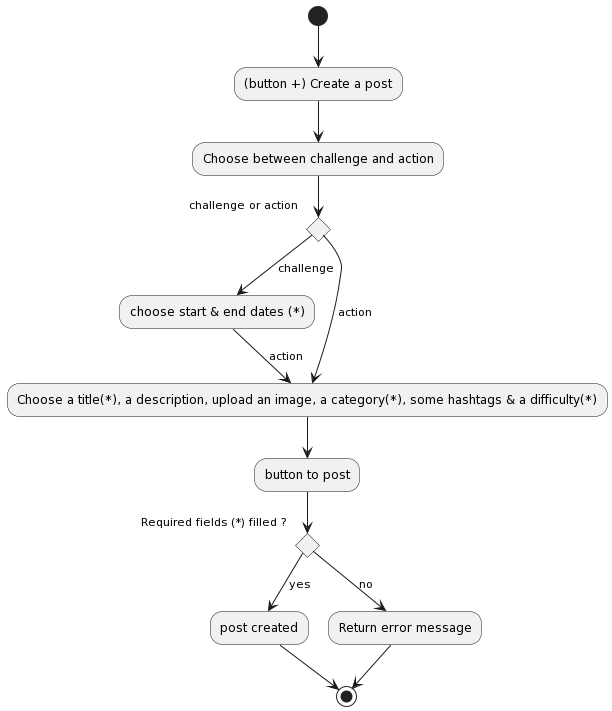 (button +) Create a post
Choose between challenge and action
challenge or action
challenge
choose start & end dates (*)
action
action
Choose a title(*), a description, upload an image, a category(*), some hashtags & a difficulty(*)
button to post
Required fields (*) filled ?
yes
no
post created
Return error message